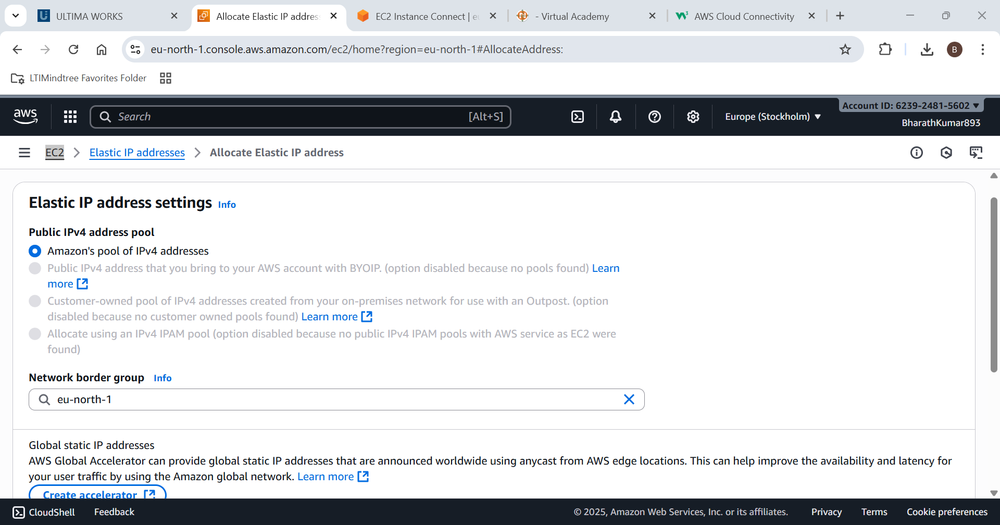 ULTIMA WORKS
Allocate Elastic IP addres
EC2 Instance Connect | eu
- Virtual Academy
AWS Cloud Connectivity
eu-north-1.console.aws.amazon.com/ec2/home?region=eu-north-1#AllocateAddress:
B
LTIMindtree Favorites Folder
aws
Search
[Alt+S]
Europe (Stockholm)
Account ID: 6239-2481-5602
BharathKumar893
EC2
Elastic IP addresses
Allocate Elastic IP address
Elastic IP address settings Info
Public IPv4 address pool
Amazon's pool of IPv4 addresses
Public IPv4 address that you bring to your AWS account with BYOIP. (option disabled because no pools found) Learn
more
Customer-owned pool of IPv4 addresses created from your on-premises network for use with an Outpost. (option
disabled because no customer owned pools found) Learn more
Allocate using an IPv4 IPAM pool (option disabled because no public IPv4 IPAM pools with AWS service as EC2 were
found)
Network border group Info
eu-north-1
Global static IP addresses
AWS Global Accelerator can provide global static IP addresses that are announced worldwide using anycast from AWS edge locations. This can help improve the availability and latency for
your user traffic by using the Amazon global network. Learn more
Create accelerator
CloudShell
Feedback
© 2025, Amazon Web Services, Inc. or its affiliates.
Privacy
Terms
Cookie preferences